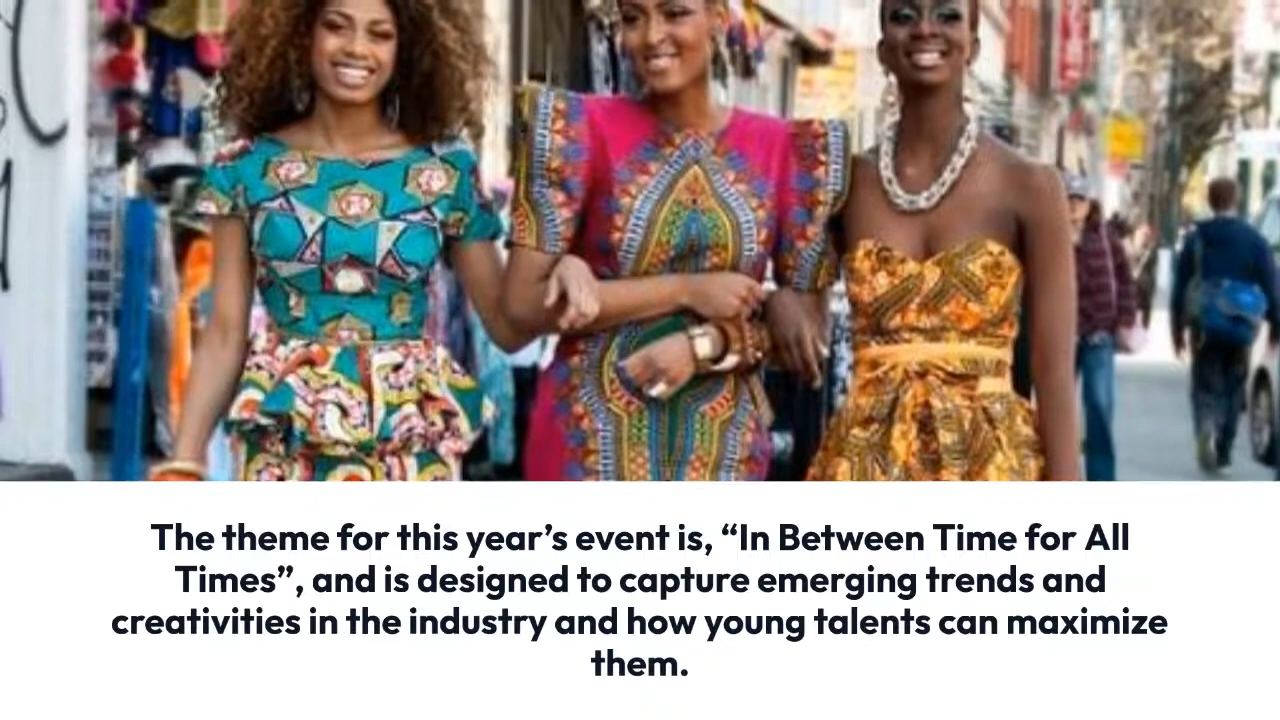 The theme for this year’s event is, “In Between Time for All
Times”, and is designed to capture emerging trends and
creativities in the industry and how young talents can maximize
them.